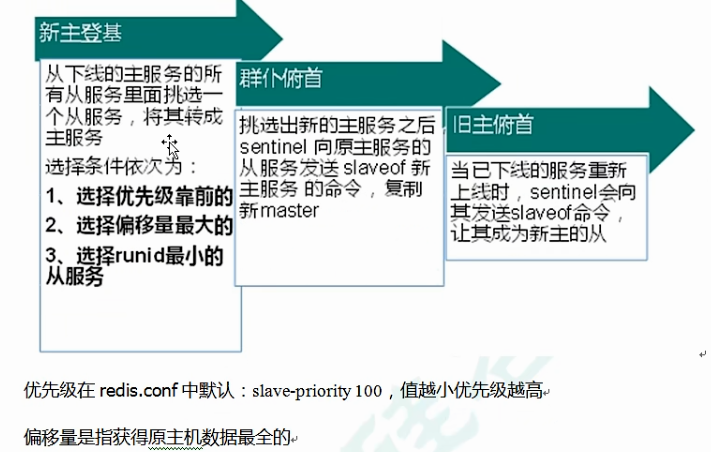 新主登基
从下线的主服务的所
有从服务里面挑选一
个从服务，将其转成
主服务
选择条件依次为：
1、选择优先级靠前的
2、选择偏移量最大的
3、选择runid最小的
从服务
群仆俯首
挑选出新的主服务之后
sentinel 向原主服务的
从服务发送 slaveof 新
主服务 的命令，复制
新master
旧主俯首
当已下线的服务重新
上线时，sentinel会向
其发送slaveof命令，
让其成为新主的从
优先级在 redis.conf 中默认：slave-priority 100，值越小优先级越高
偏移量是指获得原主机数据最全的